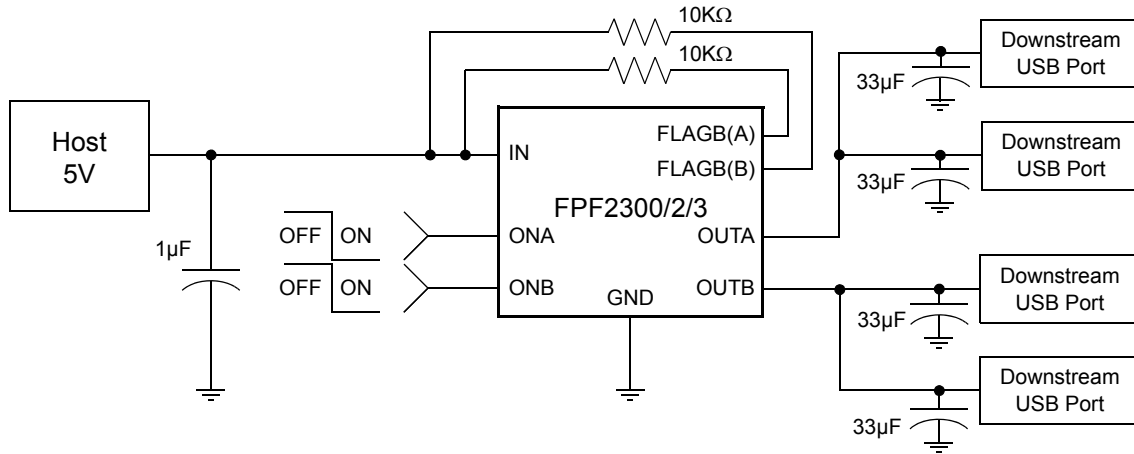 10KΩ
10KΩ
Downstream
USB Port
33µF
Host
5V
IN
FLAGB(A)
FLAGB(B)
Downstream
USB Port
33µF
FPF2300/2/3
1µF
OFF ON
ONA
OUTA
OFF ON
ONB
GND
OUTB
Downstream
USB Port
33µF
Downstream
USB Port
33µF